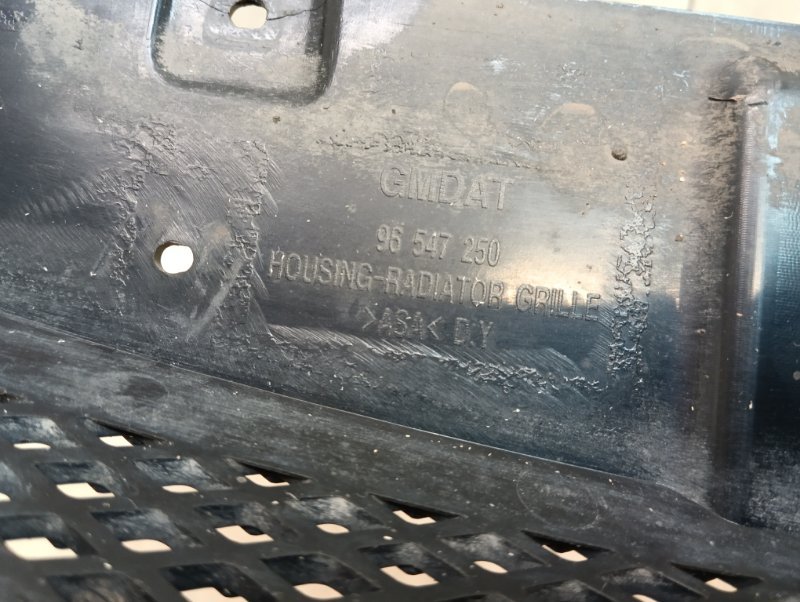 GMDAT
96 547 250
HOUSING-RADIATOR GRILLE
>ASA< D.Y